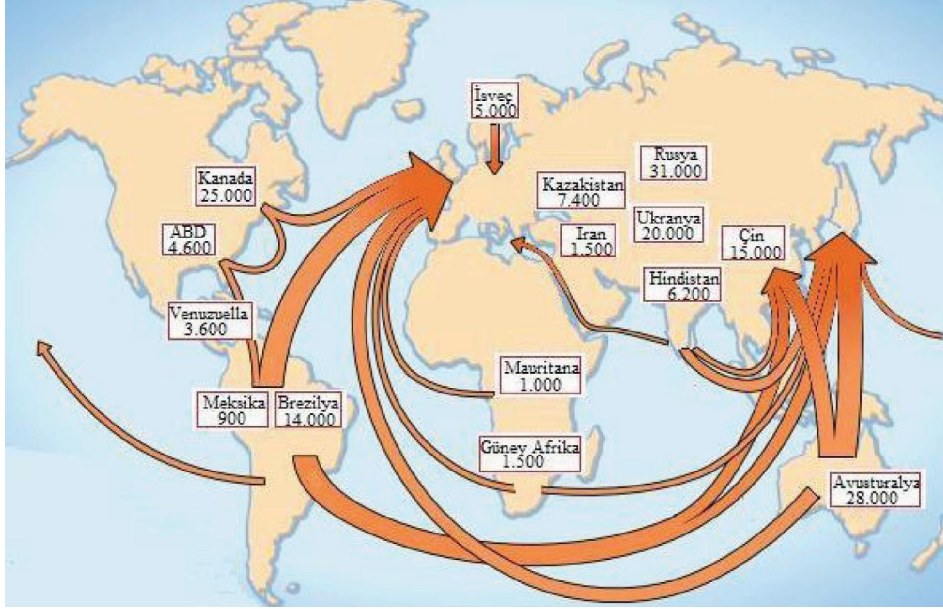 İsveç
5.000
Rusya
31.000
Kanada
25.000
Kazakistan
7.400
Ukranya
20.000
ABD
4.600
Iran
1.500
Çin
15.000
Hindistan
6.200
Venuzuella
3.600
Mauritana
1.000
Meksika
900
Brezilya
14.000
Güney Afrika
1.500
Avusturalya
28.000